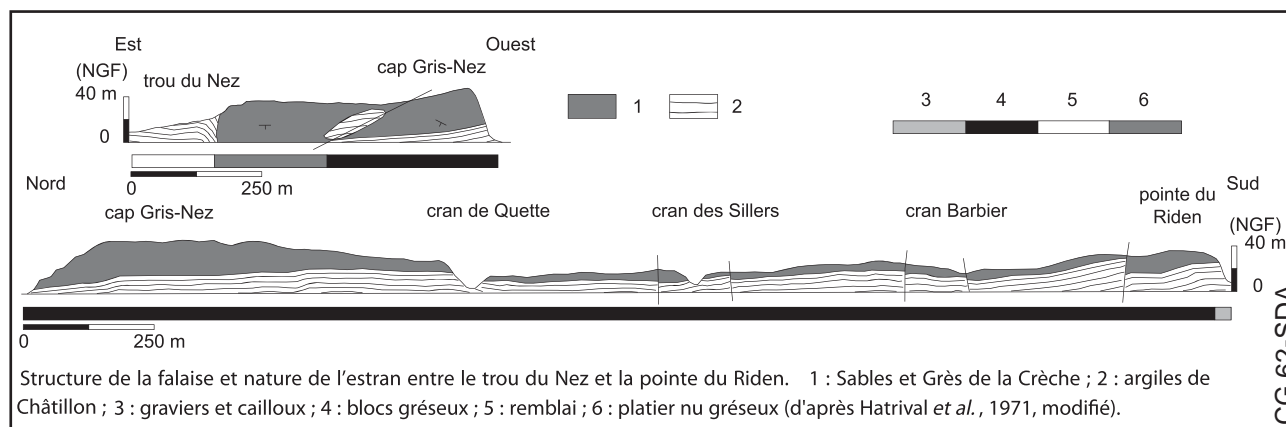 Est
Ouest
(NGF)
trou du Nez
cap Gris-Nez
40 m
0
1
2
3
4
5
6
0
250 m
Nord
Sud
cap Gris-Nez
cran de Quette
cran des Sillers
cran Barbier
pointe du
Riden
(NGF)
40 m
0
0
250 m
Structure de la falaise et nature de l'estran entre le trou du Nez et la pointe du Riden. 1 : Sables et Grès de la Crèche ; 2 : argiles de
Châtillon ; 3 : graviers et cailloux ; 4 : blocs gréseux ; 5 : remblai ; 6 : platier nu gréseux (d'après Hatrival et al., 1971, modifié).
CG 62-SDA